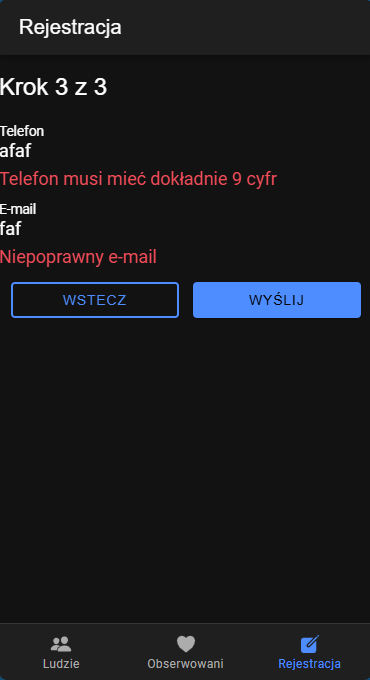 Rejestracja
Krok 3 z 3
Telefon
afaf
Telefon musi mieć dokładnie 9 cyfr
E-mail
faf
Niepoprawny e-mail
WSTECZ WYŚLIJ
Ludzie Obserwowani Rejestracja